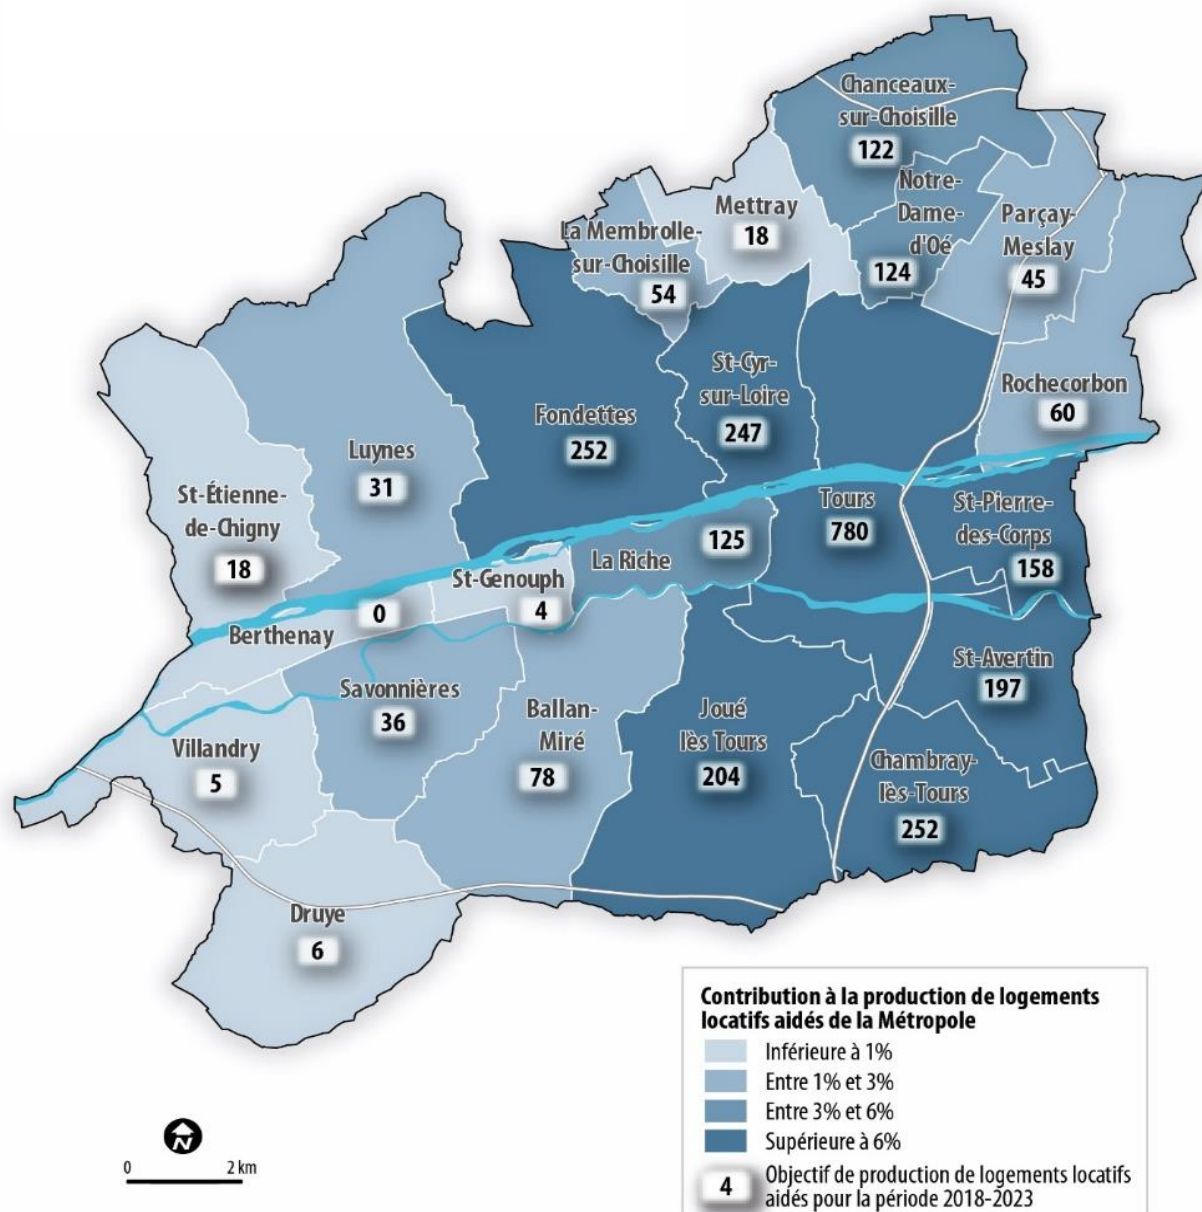 Chanceaux-
sur-Choisille
122
Notre-
Dame-
d'Oé
124
Parçay-
Meslay
45
Mettray
18
La Membrolle-
sur-Choisille
54
St-Cyr-
sur-Loire
247
Rochecorbon
60
Fondettes
252
Luynes
31
St-Étienne-
de-Chigny
18
Tours
780
St-Pierre-
des-Corps
158
La Riche
125
St-Genouph
4
0
Berthenay
Savonnières
36
Ballan-
Miré
78
Joué
lès Tours
204
St-Avertin
197
Villandry
5
Chambray-
lès-Tours
252
Druye
6
Contribution à la production de logements
locatifs aidés de la Métropole
Inférieure à 1%
Entre 1% et 3%
Entre 3% et 6%
Supérieure à 6%
4 Objectif de production de logements locatifs
aidés pour la période 2018-2023
N
0 2 km